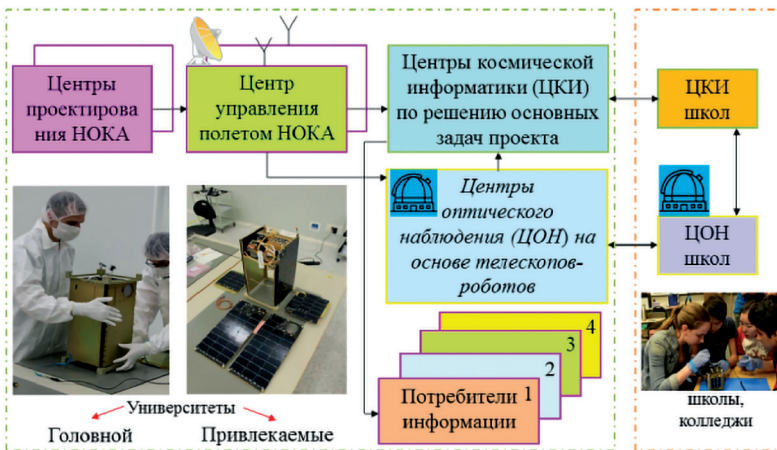 Центры
проектирова
ния НОКА
Центр
управления
полетом НОКА
Центры космической
информатики (ЦКИ)
по решению основных
задач проекта
ЦКИ
школ
Центры
оптического
наблюдения (ЦОН) на
основе телескопов-
роботов
ЦОН
школ
4
3
2
Потребители 1
информации
Университеты
Головной
Привлекаемые
школы,
колледжи